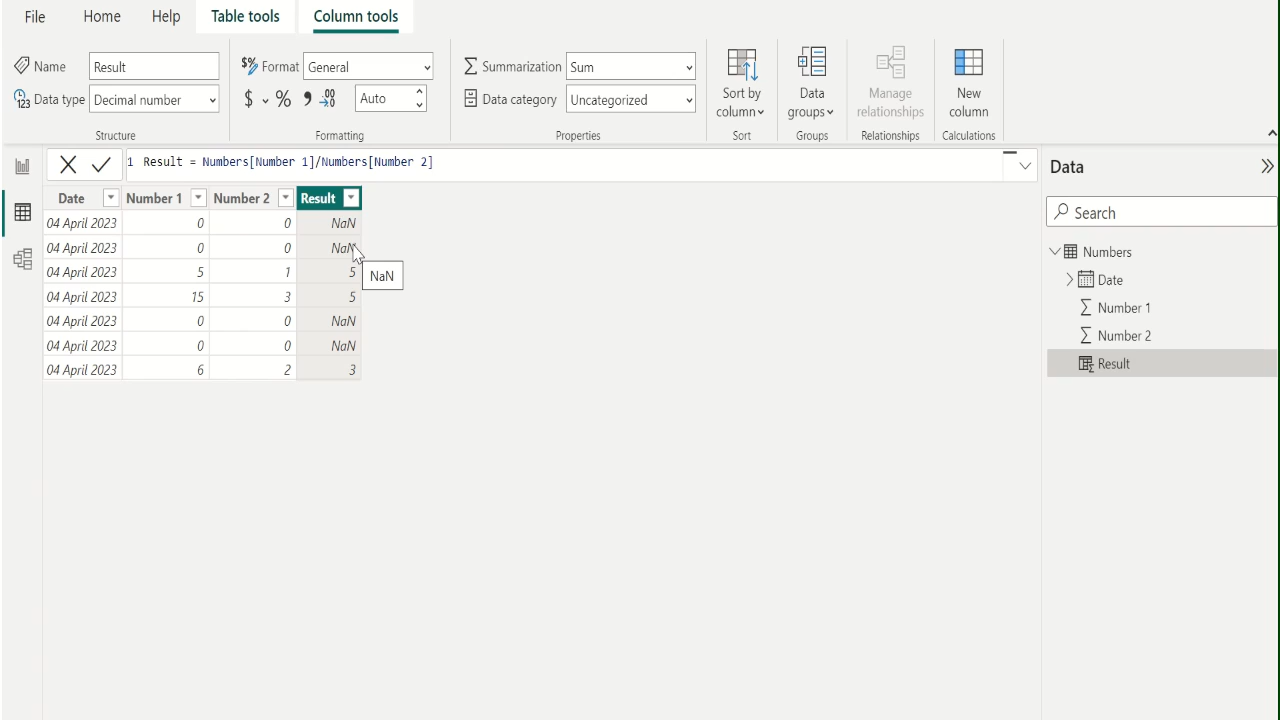 File Home Help Table tools Column tools
Name Result $% Format General Summarization Sum Sort by column Data groups Manage relationships New column
123 Data type Decimal number $ % , .00 .0 Auto Data category Uncategorized
Structure Formatting Properties Sort Groups Relationships Calculations
1 Result = Numbers[Number 1]/Numbers[Number 2]
Date Number 1 Number 2 Result
04 April 2023 0 0 NaN
04 April 2023 0 0 NaN
04 April 2023 5 1 5
NaN
04 April 2023 15 3 5
04 April 2023 0 0 NaN
04 April 2023 0 0 NaN
04 April 2023 6 2 3
Data
Search
Numbers
Date
Number 1
Number 2
Result